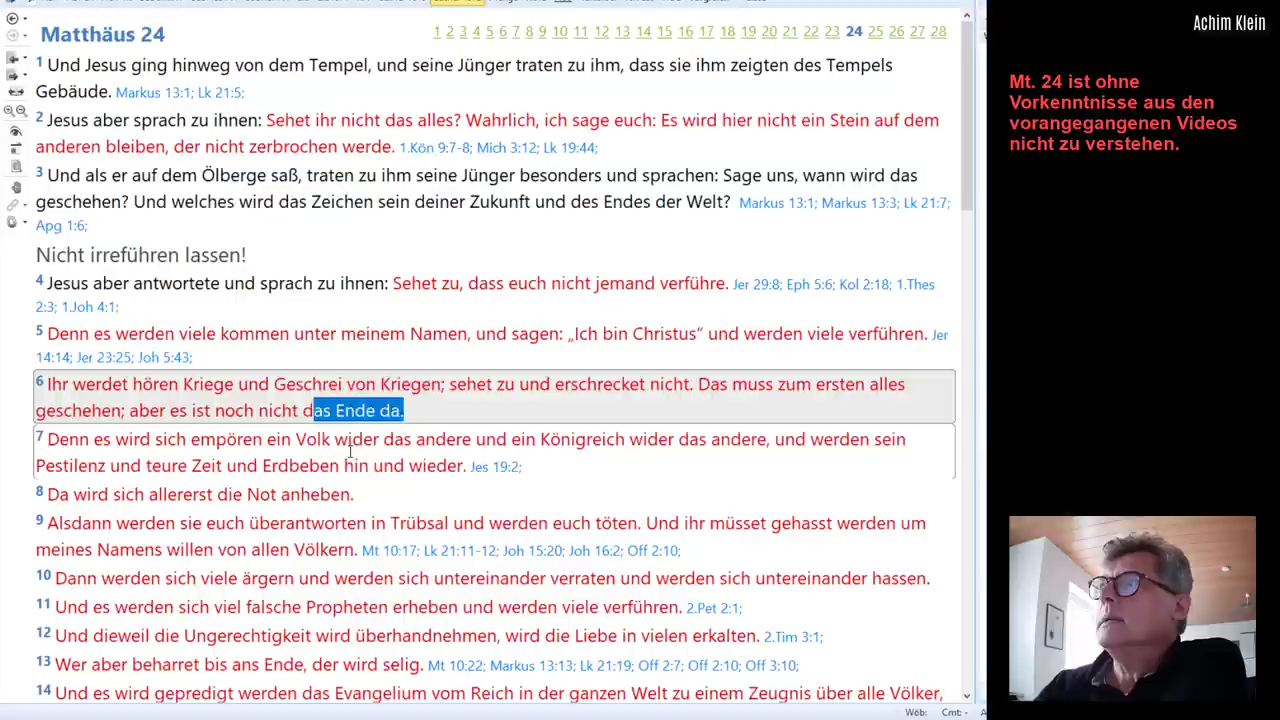 Matthäus 24
1 2 3 4 5 6 7 8 9 10 11 12 13 14 15 16 17 18 19 20 21 22 23 24 25 26 27 28
1 Und Jesus ging hinweg von dem Tempel, und seine Jünger traten zu ihm, dass sie ihm zeigten des Tempels
Gebäude. Markus 13:1; Lk 21:5;
2 Jesus aber sprach zu ihnen: Sehet ihr nicht das alles? Wahrlich, ich sage euch: Es wird hier nicht ein Stein auf dem
anderen bleiben, der nicht zerbrochen werde. 1.Kön 9:7-8; Mich 3:12; Lk 19:44;
3 Und als er auf dem Ölberge saß, traten zu ihm seine Jünger besonders und sprachen: Sage uns, wann wird das
geschehen? Und welches wird das Zeichen sein deiner Zukunft und des Endes der Welt? Markus 13:1; Markus 13:3; Lk 21:7;
Apg 1:6;
Nicht irreführen lassen!
4 Jesus aber antwortete und sprach zu ihnen: Sehet zu, dass euch nicht jemand verführe. Jer 29:8; Eph 5:6; Kol 2:18; 1.Thes
2:3; 1.Joh 4:1;
5 Denn es werden viele kommen unter meinem Namen, und sagen: „Ich bin Christus“ und werden viele verführen. Jer
14:14; Jer 23:25; Joh 5:43;
6 Ihr werdet hören Kriege und Geschrei von Kriegen; sehet zu und erschrecket nicht. Das muss zum ersten alles
geschehen; aber es ist noch nicht das Ende da.
7 Denn es wird sich empören ein Volk wider das andere und ein Königreich wider das andere, und werden sein
Pestilenz und teure Zeit und Erdbeben hin und wieder. Jes 19:2;
8 Da wird sich allererst die Not anheben.
9 Alsdann werden sie euch überantworten in Trübsal und werden euch töten. Und ihr müsset gehasst werden um
meines Namens willen von allen Völkern. Mt 10:17; Lk 21:11-12; Joh 15:20; Joh 16:2; Off 2:10;
10 Dann werden sich viele ärgern und werden sich untereinander verraten und werden sich untereinander hassen.
11 Und es werden sich viel falsche Propheten erheben und werden viele verführen. 2.Pet 2:1;
12 Und dieweil die Ungerechtigkeit wird überhandnehmen, wird die Liebe in vielen erkalten. 2.Tim 3:1;
13 Wer aber beharret bis ans Ende, der wird selig. Mt 10:22; Markus 13:13; Lk 21:19; Off 2:7; Off 2:10; Off 3:10;
14 Und es wird gepredigt werden das Evangelium vom Reich in der ganzen Welt zu einem Zeugnis über alle Völker,
Wöb: Cmt: -
Achim Klein
Mt. 24 ist ohne
Vorkenntnisse aus den
vorangegangenen Videos
nicht zu verstehen.